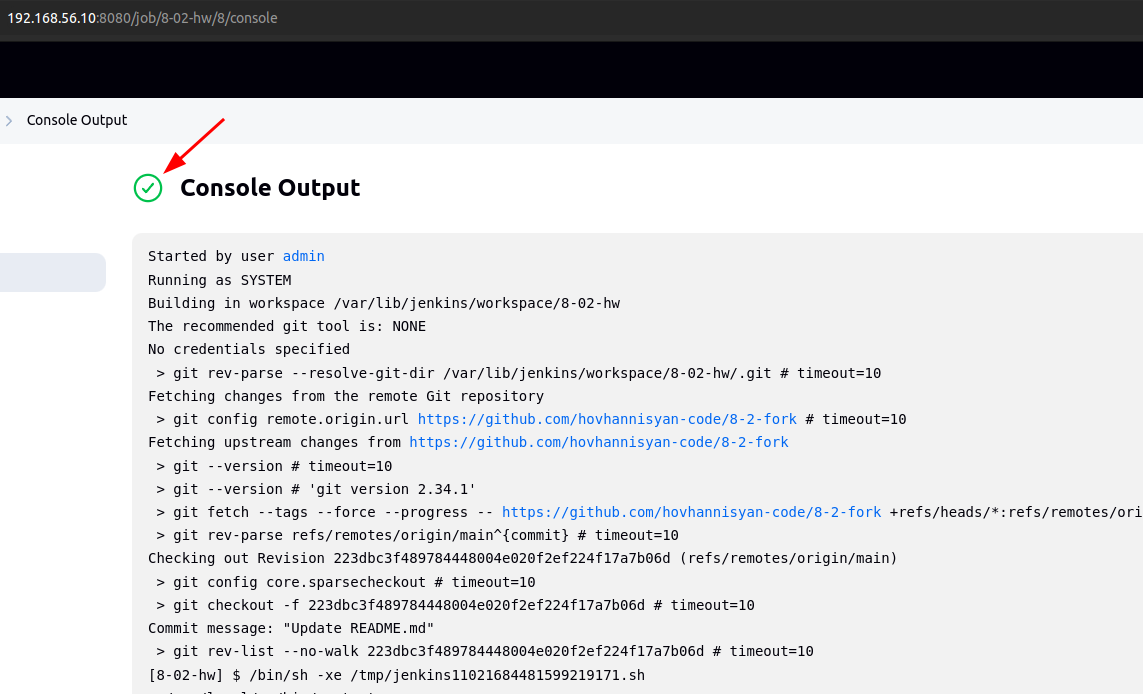 192.168.56.10:8080/job/8-02-hw/8/console
Console Output
Console Output
Started by user admin
Running as SYSTEM
Building in workspace /var/lib/jenkins/workspace/8-02-hw
The recommended git tool is: NONE
No credentials specified
> git rev-parse --resolve-git-dir /var/lib/jenkins/workspace/8-02-hw/.git # timeout=10
Fetching changes from the remote Git repository
> git config remote.origin.url https://github.com/hovhannisyan-code/8-2-fork # timeout=10
Fetching upstream changes from https://github.com/hovhannisyan-code/8-2-fork
> git --version # timeout=10
> git --version # 'git version 2.34.1'
> git fetch --tags --force --progress -- https://github.com/hovhannisyan-code/8-2-fork +refs/heads/*:refs/remotes/ori
> git rev-parse refs/remotes/origin/main^{commit} # timeout=10
Checking out Revision 223dbc3f489784448004e020f2ef224f17a7b06d (refs/remotes/origin/main)
> git config core.sparsecheckout # timeout=10
> git checkout -f 223dbc3f489784448004e020f2ef224f17a7b06d # timeout=10
Commit message: "Update README.md"
> git rev-list --no-walk 223dbc3f489784448004e020f2ef224f17a7b06d # timeout=10
[8-02-hw] $ /bin/sh -xe /tmp/jenkins11021684481599219171.sh